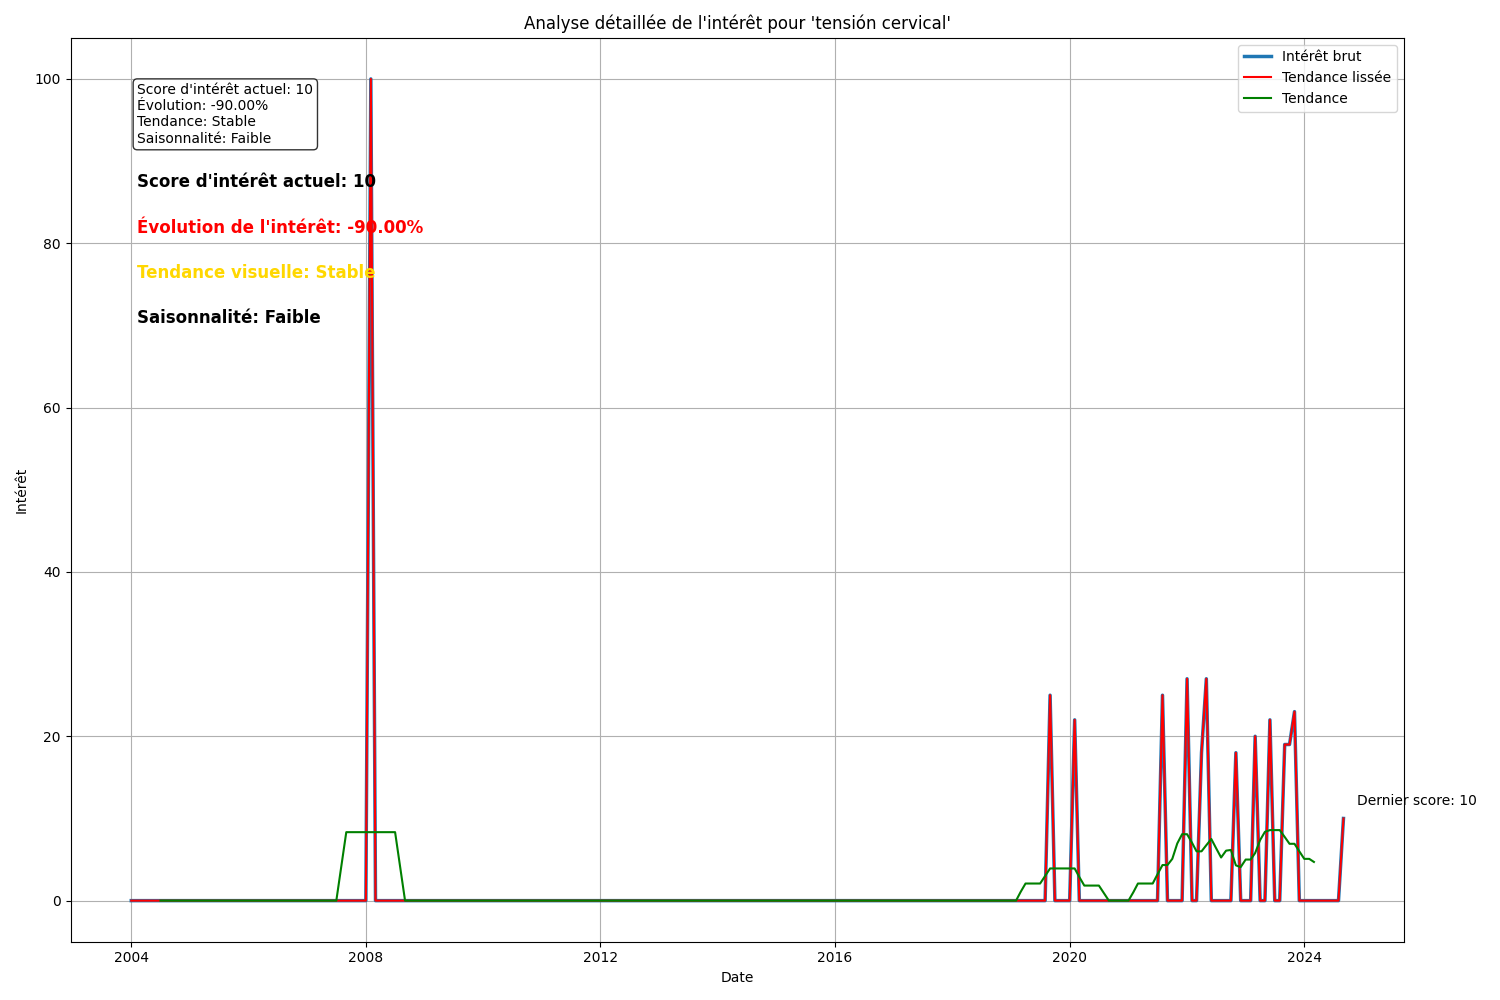 Analyse détaillée de l'intérêt pour 'tensión cervical'
Intérêt brut
Tendance lissée
Tendance
Score d'intérêt actuel: 10
Évolution: -90.00%
Tendance: Stable
Saisonnalité: Faible
Score d'intérêt actuel: 10
Évolution de l'intérêt: -90.00%
Tendance visuelle: Stable
Saisonnalité: Faible
Dernier score: 10
100
80
60
40
20
0
Intérêt
2004
2008
2012
2016
2020
2024
Date